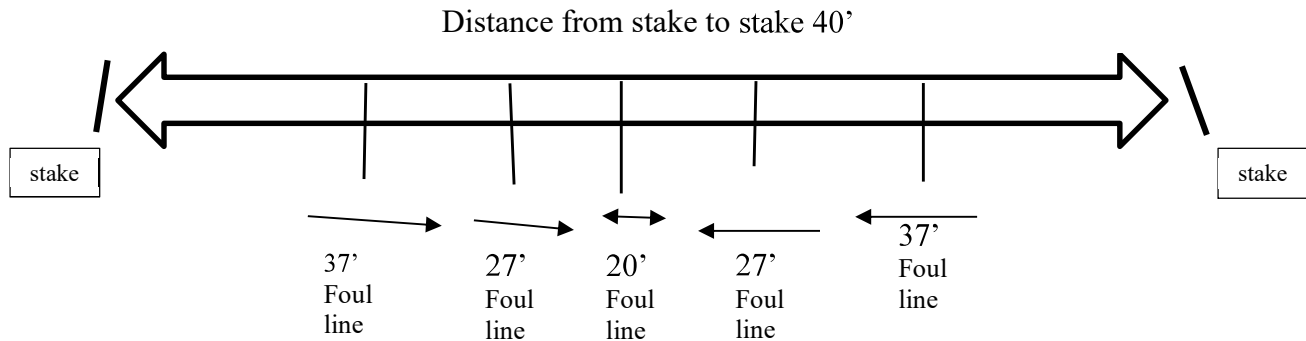 Distance from stake to stake 40’
stake
stake
37’
Foul
line
27’
Foul
line
20’
Foul
line
27’
Foul
line
37’
Foul
line